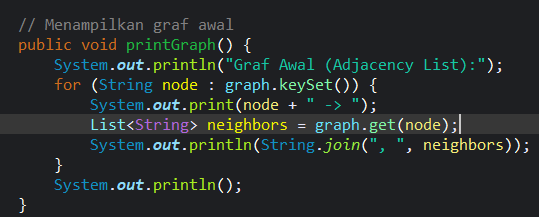 // Menampilkan graf awal
public void printGraph() {
    System.out.println("Graf Awal (Adjacency List):");
    for (String node : graph.keySet()) {
        System.out.print(node + " -> ");
        List<String> neighbors = graph.get(node);
        System.out.println(String.join(", ", neighbors));
    }
    System.out.println();
}